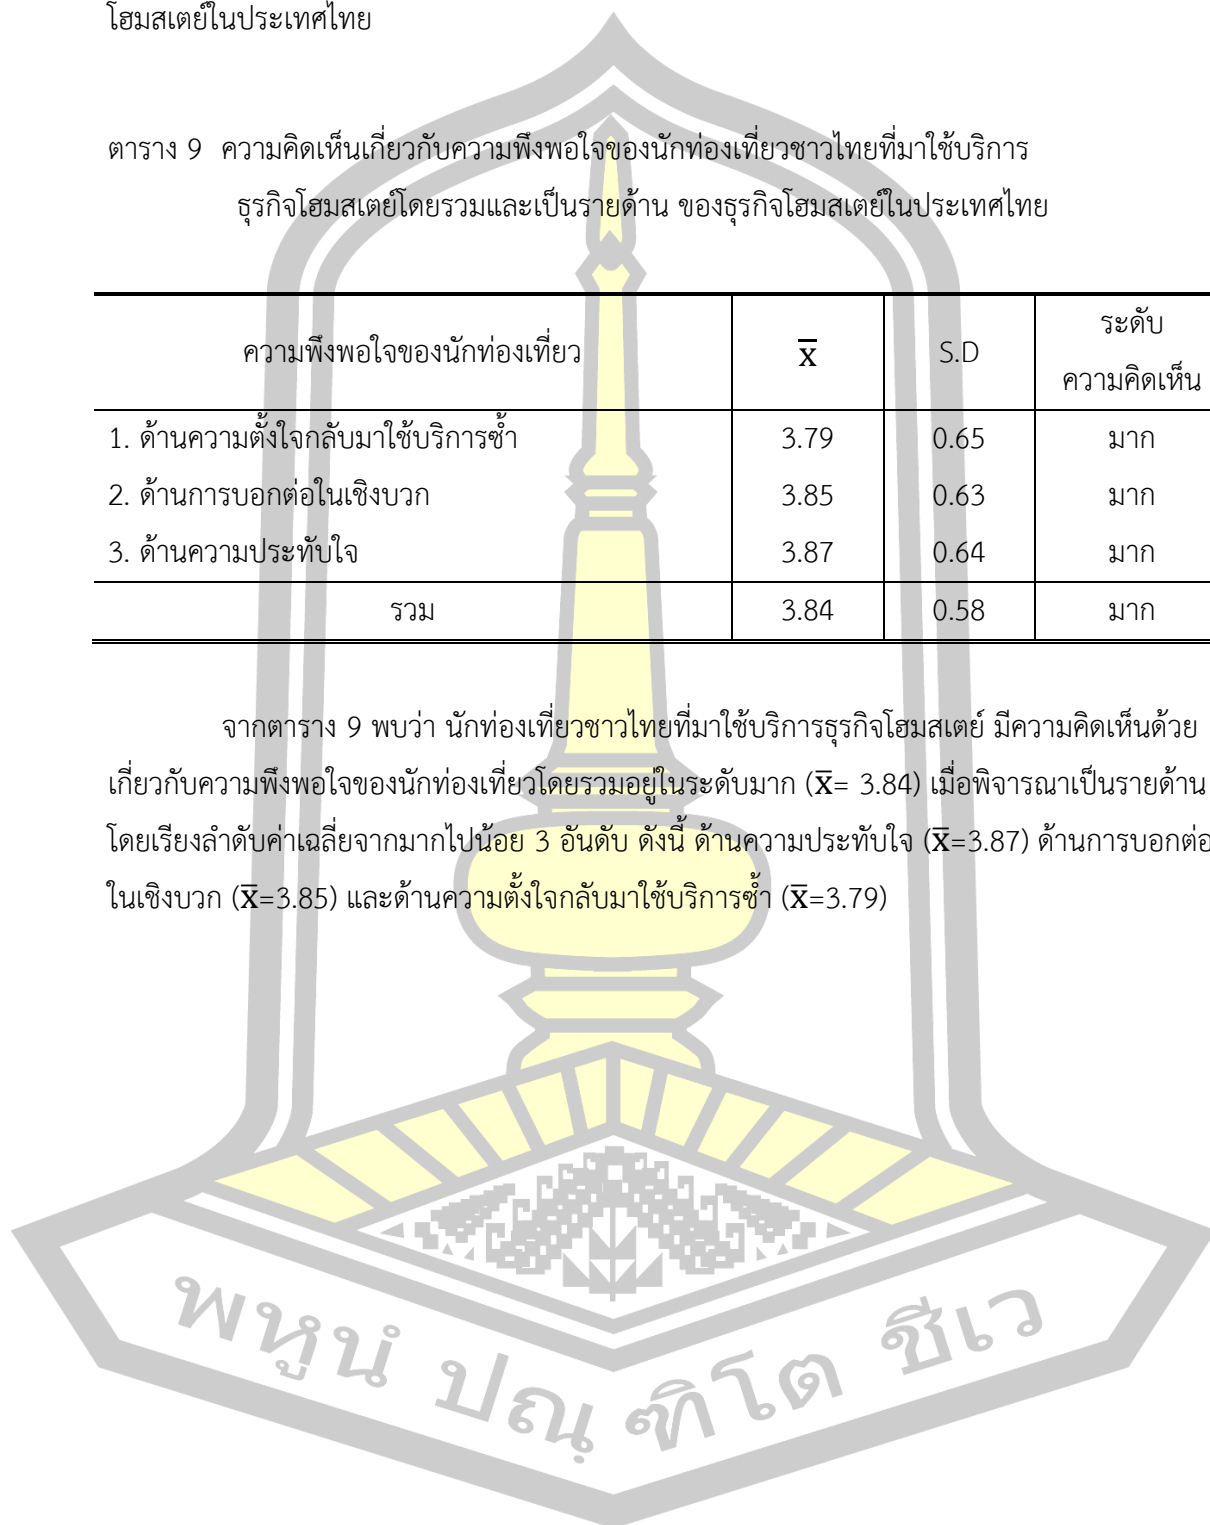 โฮมสเตย์ในประเทศไทย
ตาราง 9 ความคิดเห็นเกี่ยวกับความพึงพอใจของนักท่องเที่ยวชาวไทยที่มาใช้บริการ
ธุรกิจโฮมสเตย์โดยรวมและเป็นรายด้าน ของธุรกิจโฮมสเตย์ในประเทศไทย
ความพึงพอใจของนักท่องเที่ยว x̅ S.D ระดับ
ความคิดเห็น
1. ด้านความตั้งใจกลับมาใช้บริการซ้ำ 3.79 0.65 มาก
2. ด้านการบอกต่อในเชิงบวก 3.85 0.63 มาก
3. ด้านความประทับใจ 3.87 0.64 มาก
รวม 3.84 0.58 มาก
จากตาราง 9 พบว่า นักท่องเที่ยวชาวไทยที่มาใช้บริการธุรกิจโฮมสเตย์ มีความคิดเห็นด้วย
เกี่ยวกับความพึงพอใจของนักท่องเที่ยวโดยรวมอยู่ในระดับมาก (x̅= 3.84) เมื่อพิจารณาเป็นรายด้าน
โดยเรียงลำดับค่าเฉลี่ยจากมากไปน้อย 3 อันดับ ดังนี้ ด้านความประทับใจ (x̅=3.87) ด้านการบอกต่อ
ในเชิงบวก (x̅=3.85) และด้านความตั้งใจกลับมาใช้บริการซ้ำ (x̅=3.79)
พหูนํ ปณฺ ฑิโต ชีเว